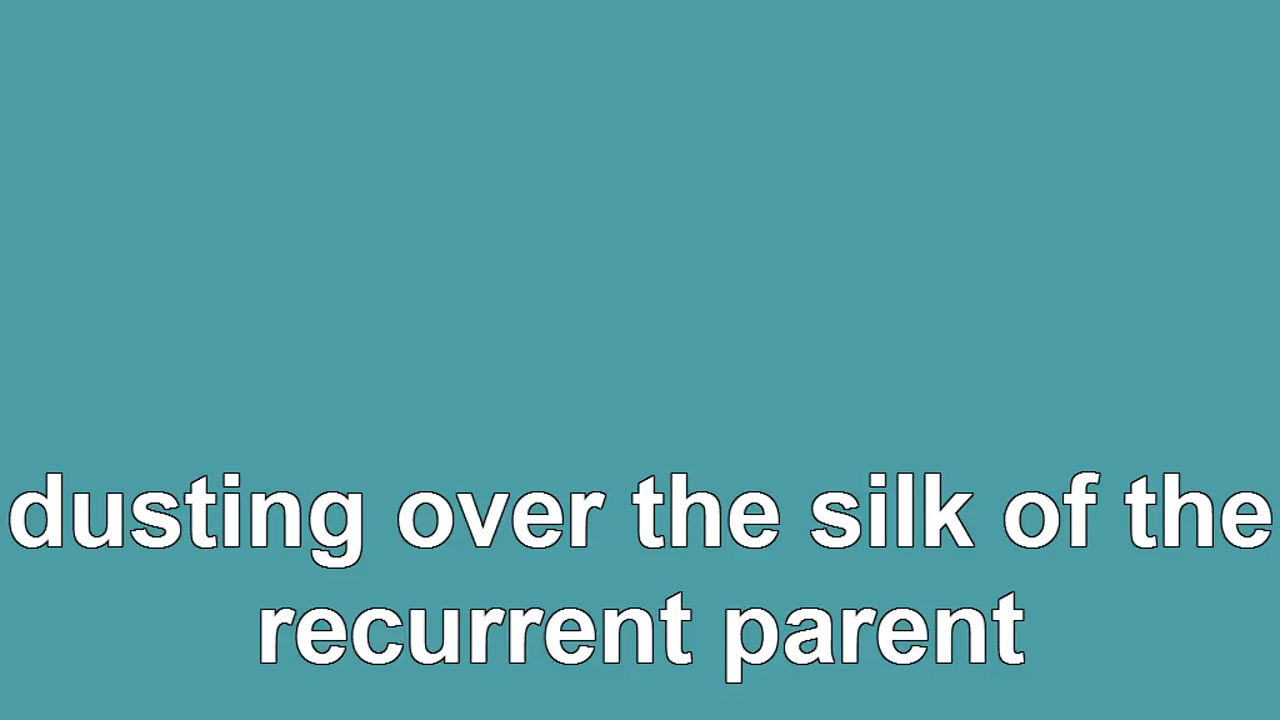 dusting over the silk of the
recurrent parent